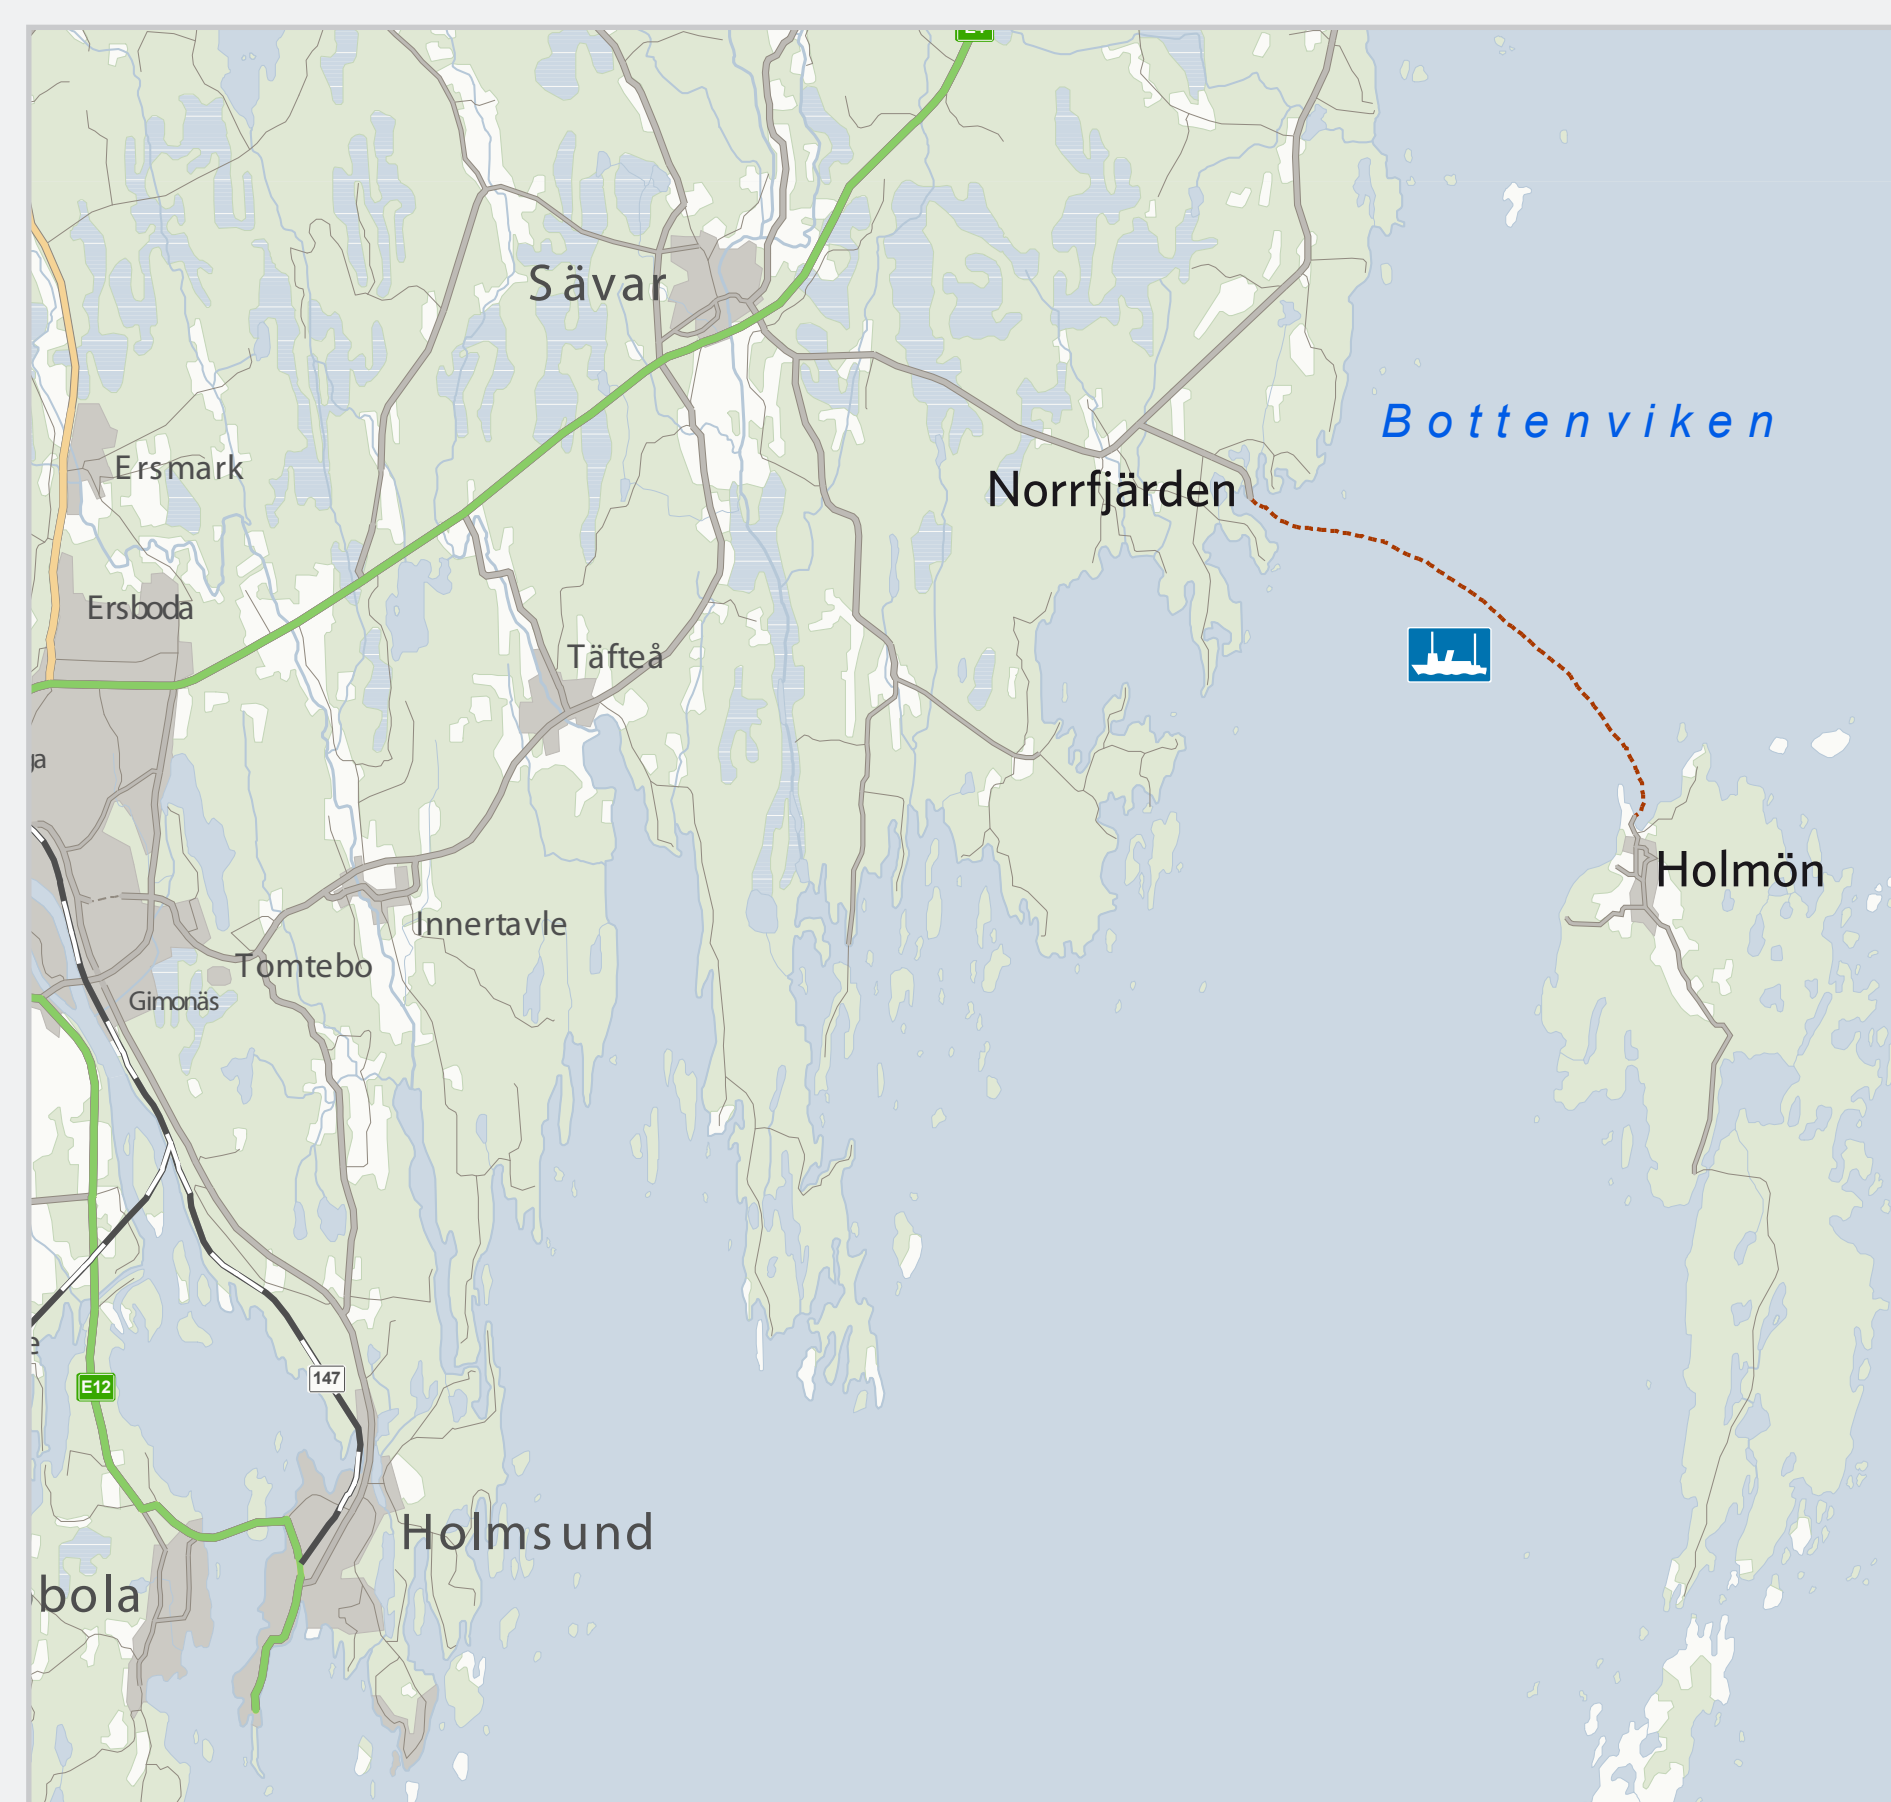 Sävar
Bottenviken
Ersmark
Norrfjärden
Ersboda
Täfteå
Holmön
Innertavle
Tomtebo
Gimonäs
147
E12
Holmsund
bola